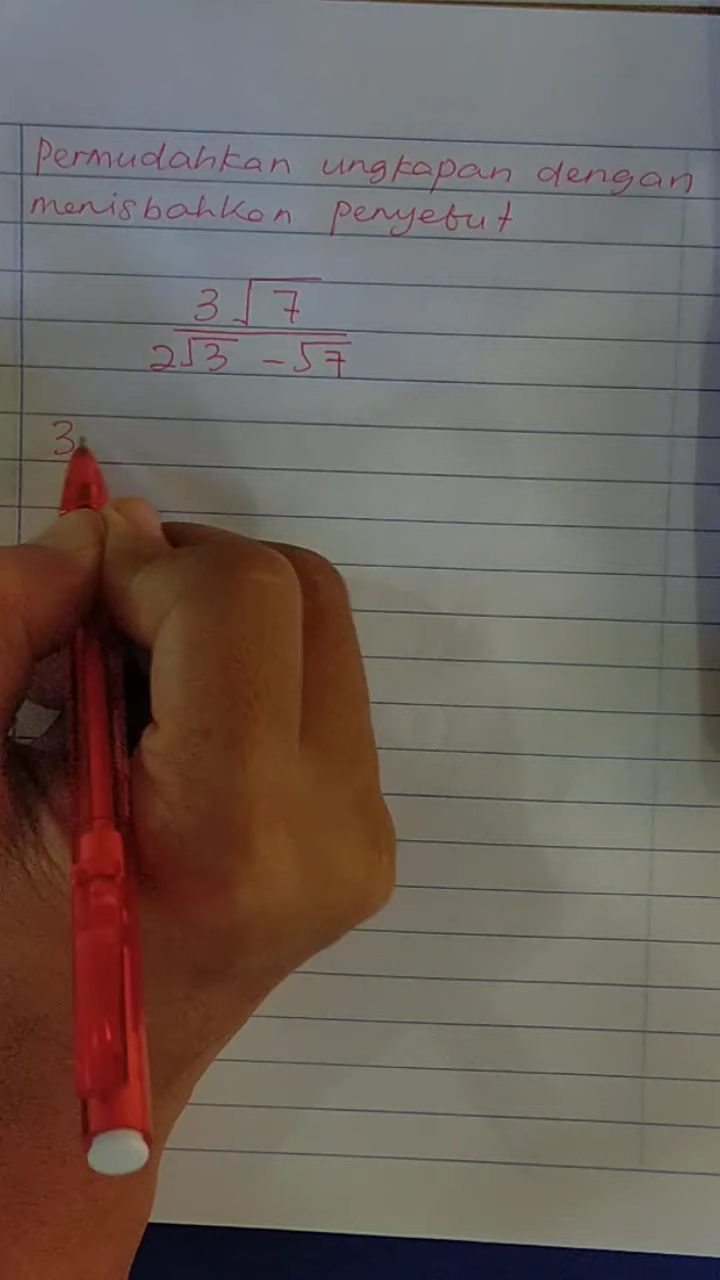 Permudahkan ungkapan dengan
menisbahkan penyebut
3√7
2√3 - √7
3